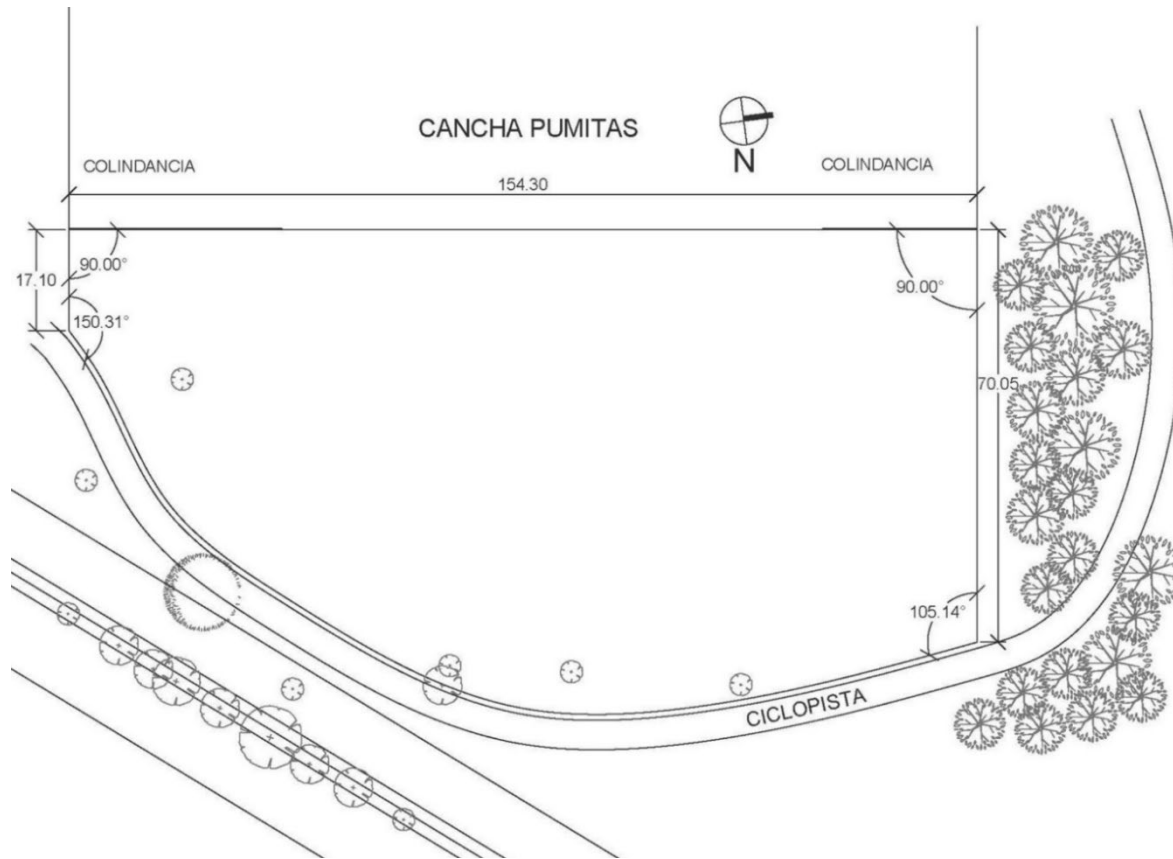 CANCHA PUMITAS
N
COLINDANCIA
COLINDANCIA
154.30
17.10
90.00°
90.00°
150.31°
70.05
105.14°
CICLOPISTA